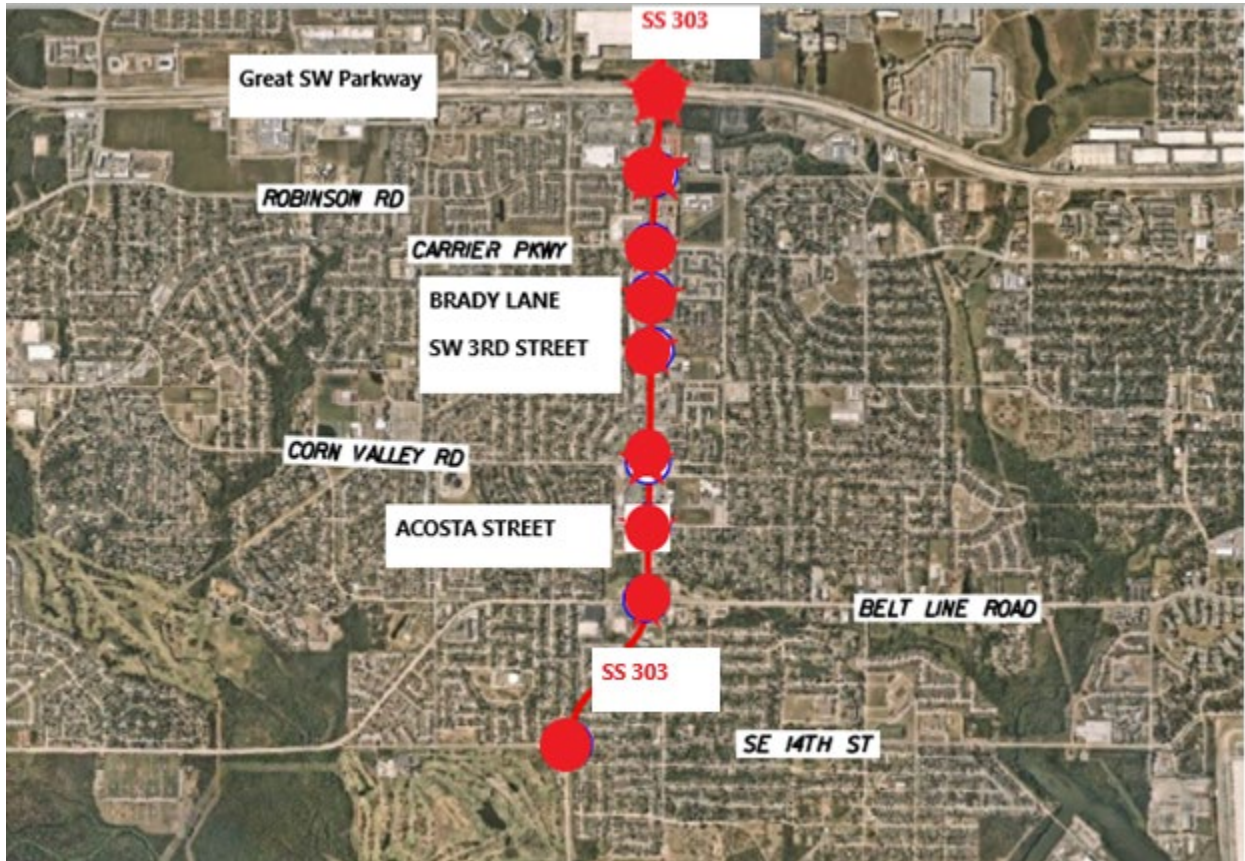 SS 303
Great SW Parkway
ROBINSON RD
CARRIER PKWY
BRADY LANE
SW 3RD STREET
CORN VALLEY RD
ACOSTA STREET
BELT LINE ROAD
SS 303
SE 14TH ST